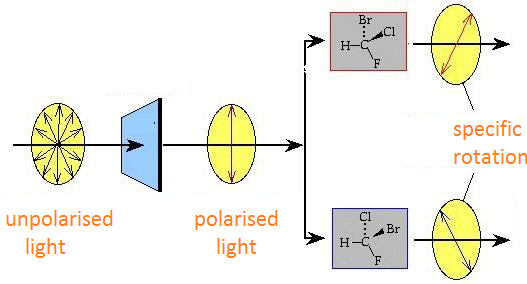 Br
Cl
H C
F
specific
rotation
unpolarised
light
polarised
light
Cl
Br
H C
F